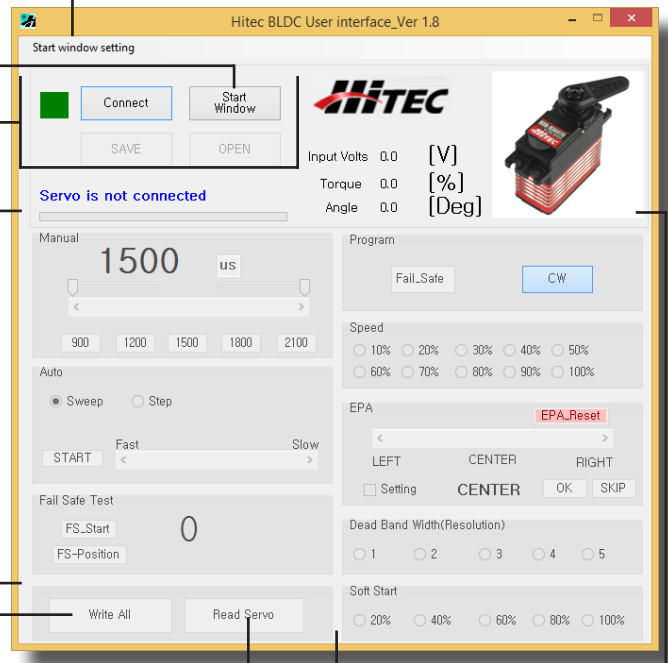 Hitec BLDC User interface_Ver 1.8
Start window setting
Connect
Start Window
SAVE
OPEN
HiTEC
Input Volts 0.0 [V]
Torque 0.0 [%]
Angle 0.0 [Deg]
Servo is not connected
Manual
1500 us
900 1200 1500 1800 2100
Auto
Sweep Step
START Fast Slow
Fail Safe Test
FS_Start 0
FS-Position
Write All Read Servo
Program
Fail_Safe CW
Speed
10% 20% 30% 40% 50%
60% 70% 80% 90% 100%
EPA EPA_Reset
LEFT CENTER RIGHT
Setting CENTER OK SKIP
Dead Band Width(Resolution)
1 2 3 4 5
Soft Start
20% 40% 60% 80% 100%